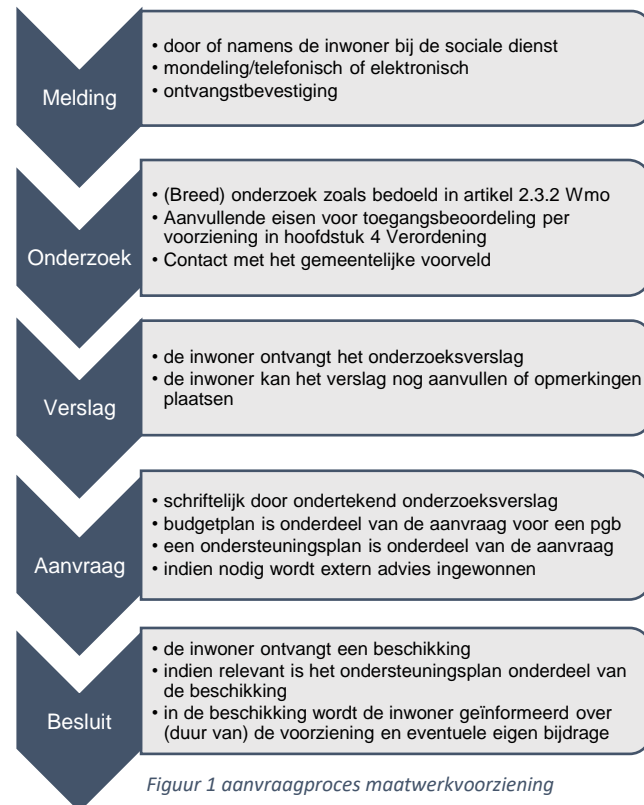 Melding
• door of namens de inwoner bij de sociale dienst
• mondeling/telefonisch of elektronisch
• ontvangstbevestiging
Onderzoek
• (Breed) onderzoek zoals bedoeld in artikel 2.3.2 Wmo
• Aanvullende eisen voor toegangsbeoordeling per
voorziening in hoofdstuk 4 Verordening
• Contact met het gemeentelijke voorveld
Verslag
• de inwoner ontvangt het onderzoeksverslag
• de inwoner kan het verslag nog aanvullen of opmerkingen
plaatsen
Aanvraag
• schriftelijk door ondertekend onderzoeksverslag
• budgetplan is onderdeel van de aanvraag voor een pgb
• een ondersteuningsplan is onderdeel van de aanvraag
• indien nodig wordt extern advies ingewonnen
Besluit
• de inwoner ontvangt een beschikking
• indien relevant is het ondersteuningsplan onderdeel van
de beschikking
• in de beschikking wordt de inwoner geïnformeerd over
(duur van) de voorziening en eventuele eigen bijdrage
Figuur 1 aanvraagproces maatwerkvoorziening